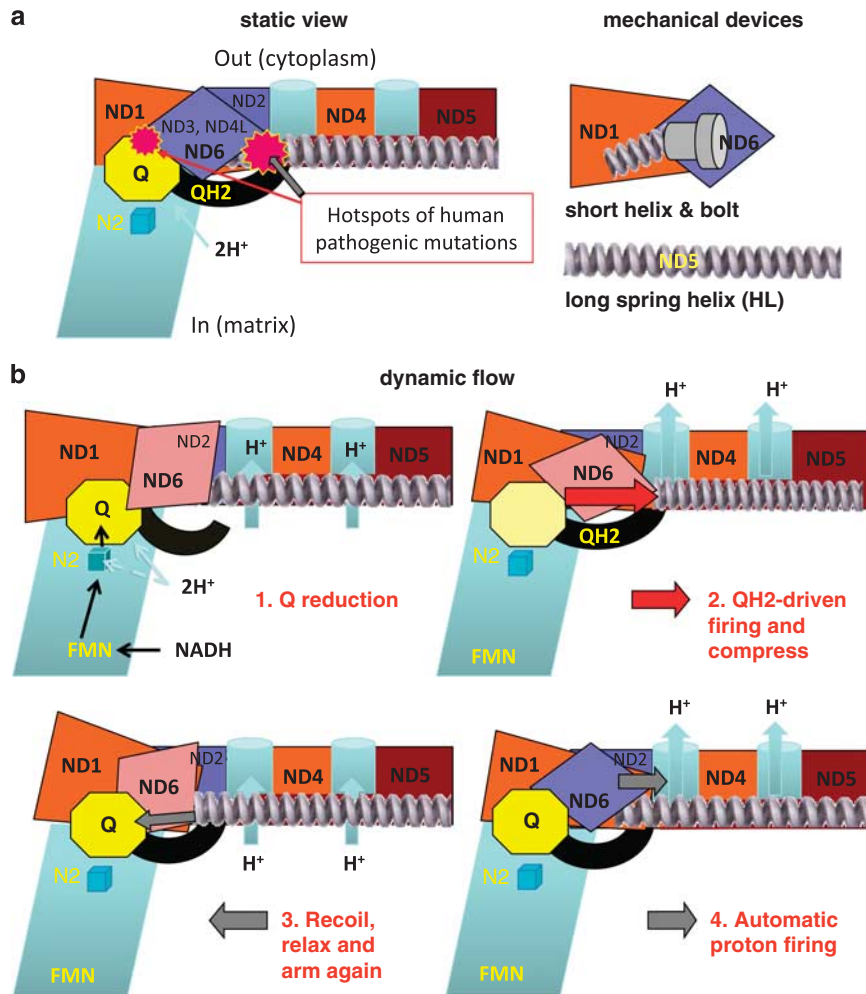 a
static view
mechanical devices
Out (cytoplasm)
ND1
ND2
ND3, ND4L
ND6
ND4
ND5
Q
QH2
N2
2H+
Hotspots of human
pathogenic mutations
In (matrix)
ND1
ND6
short helix & bolt
ND5
long spring helix (HL)
b
dynamic flow
ND1
ND2
ND6
H+
ND4
H+
ND5
Q
N2
2H+
FMN
NADH
1. Q reduction
H+
H+
ND1
ND2
ND6
ND4
ND5
QH2
N2
FMN
2. QH2-driven
firing and
compress
ND1
ND2
ND6
ND4
ND5
Q
H+
H+
N2
FMN
3. Recoil,
relax and
arm again
H+
H+
ND1
ND2
ND6
ND4
ND5
Q
N2
FMN
4. Automatic
proton firing